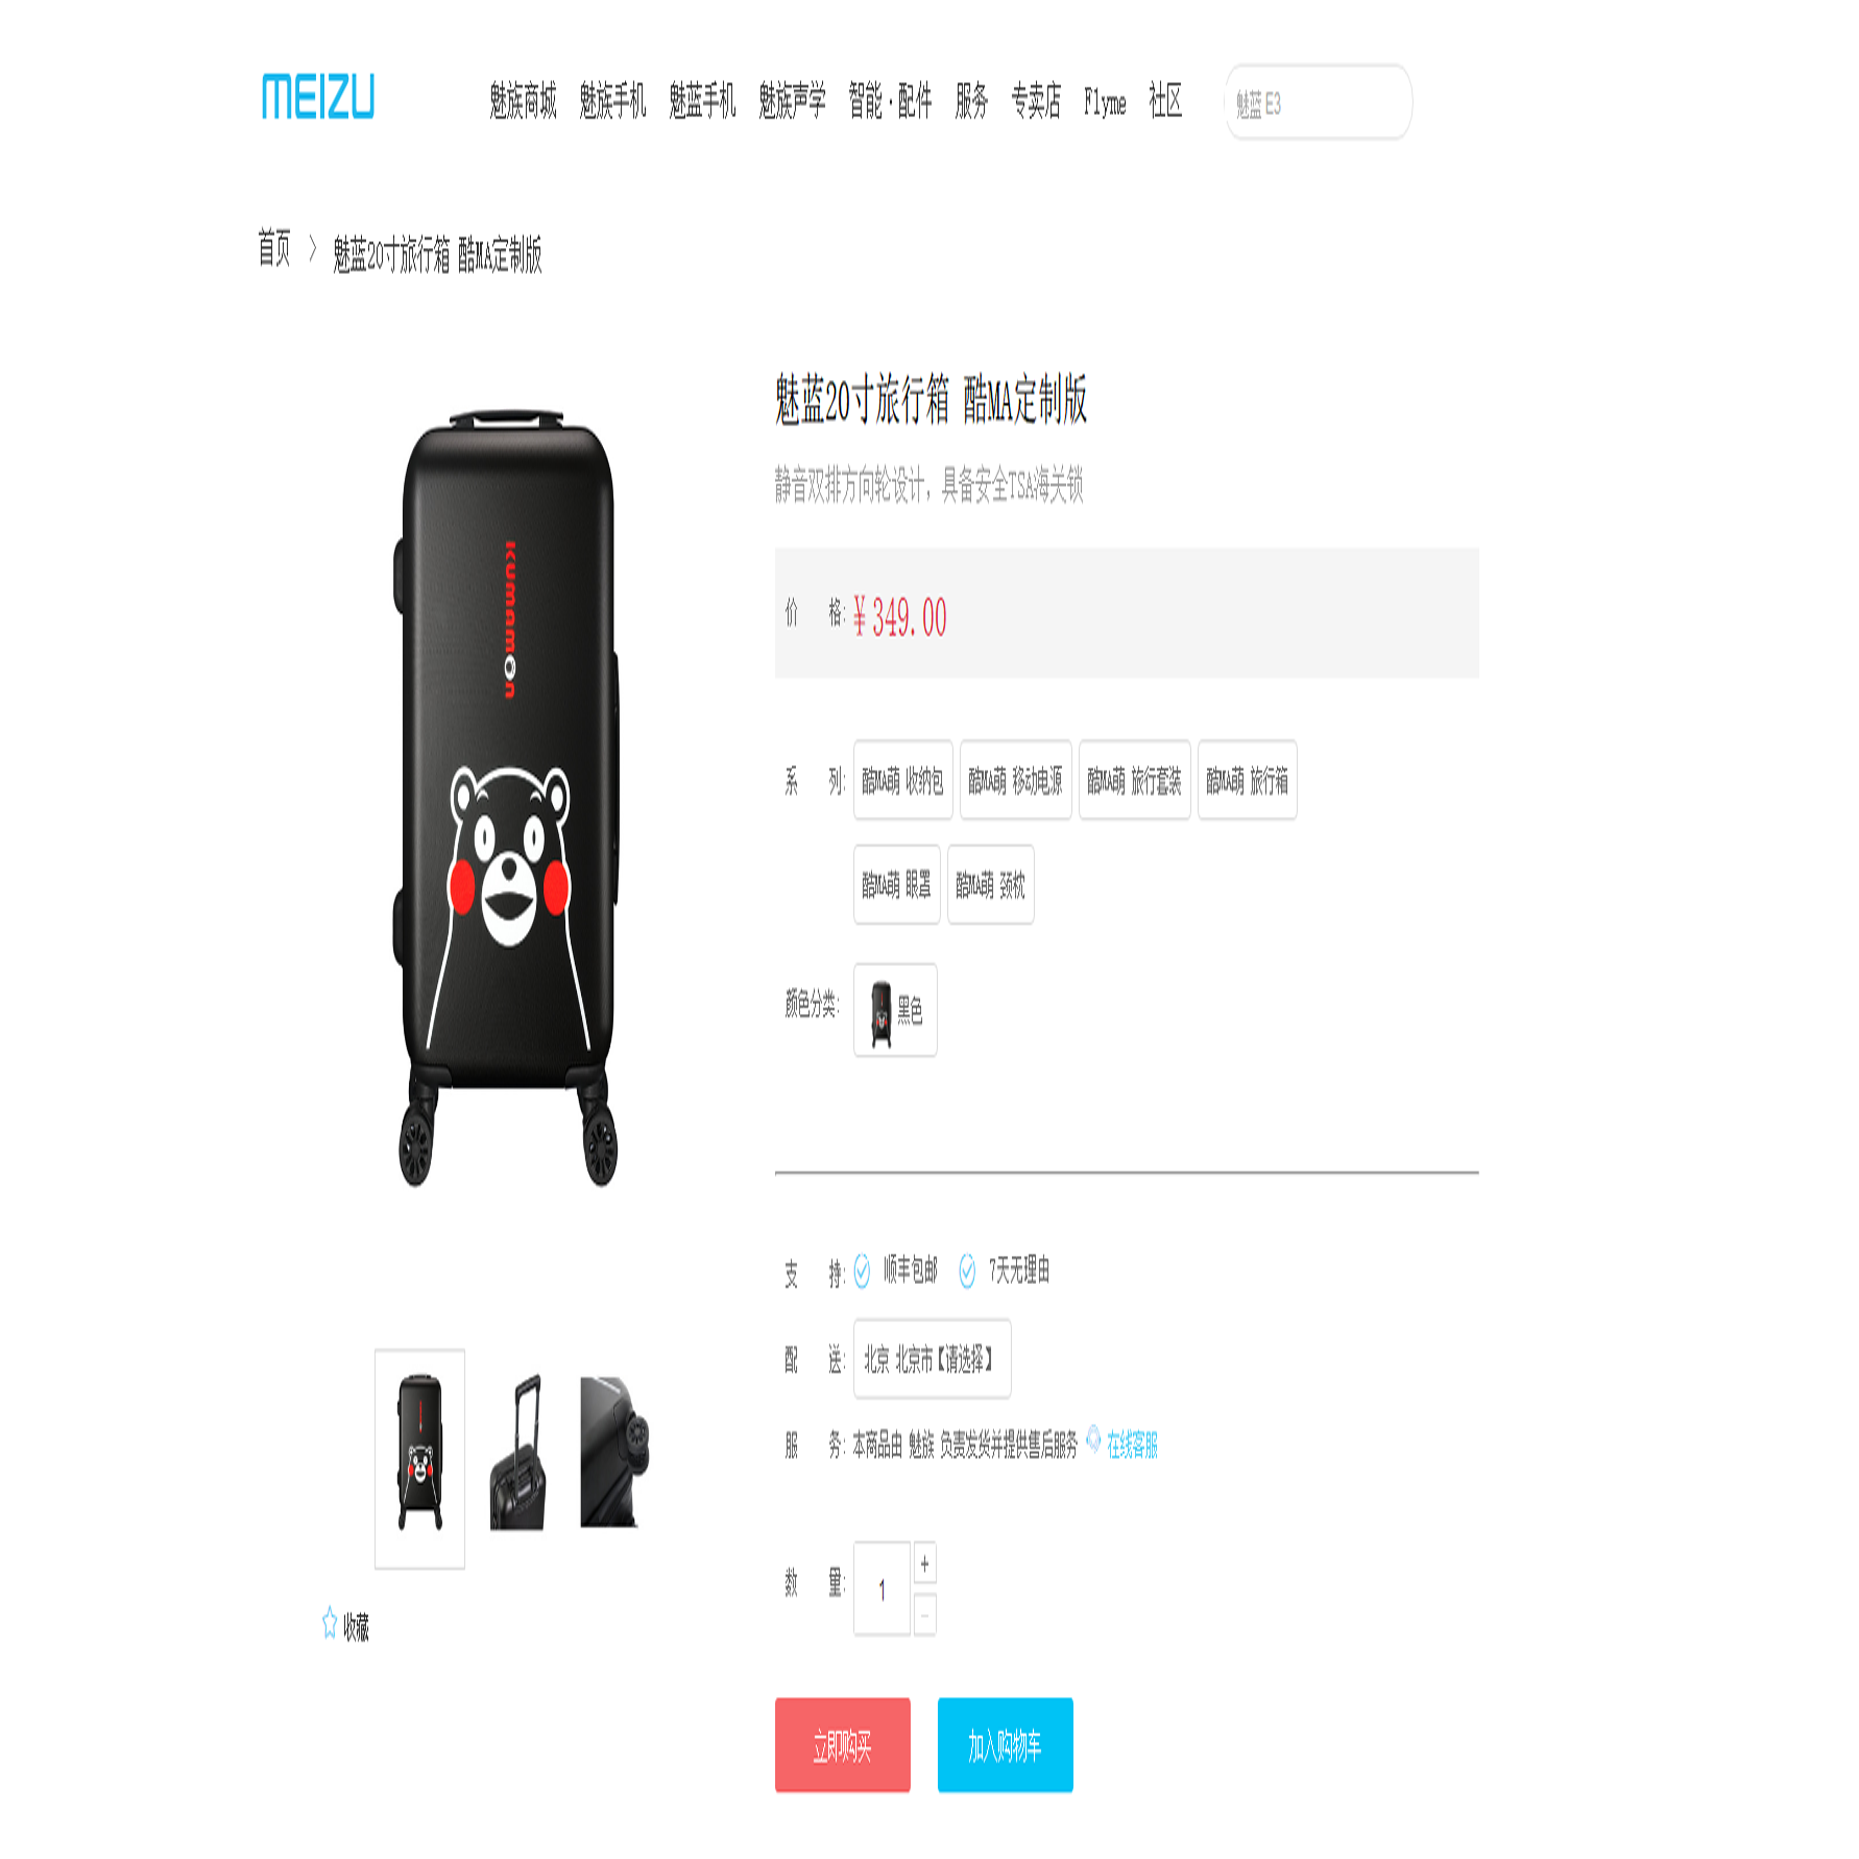 MEIZU 魅族商城 魅族手机 魅蓝手机 魅族声学 智能·配件 服务 专卖店 Flyme 社区 魅蓝 E3
首页 > 魅蓝20寸旅行箱 酷MA定制版
魅蓝20寸旅行箱 酷MA定制版
静音双排方向轮设计，具备安全TSA海关锁
kumamon
价 格: ¥ 349.00
系 列: 酷MA萌 收纳包 酷MA萌 移动电源 酷MA萌 旅行套装 酷MA萌 旅行箱
酷MA萌 眼罩 酷MA萌 颈枕
颜色分类: 黑色
支 持: 顺丰包邮 7天无理由
配 送: 北京 北京市【请选择】
服 务: 本商品由 魅族 负责发货并提供售后服务 在线客服
数 量: 1 + −
收藏
立即购买 加入购物车